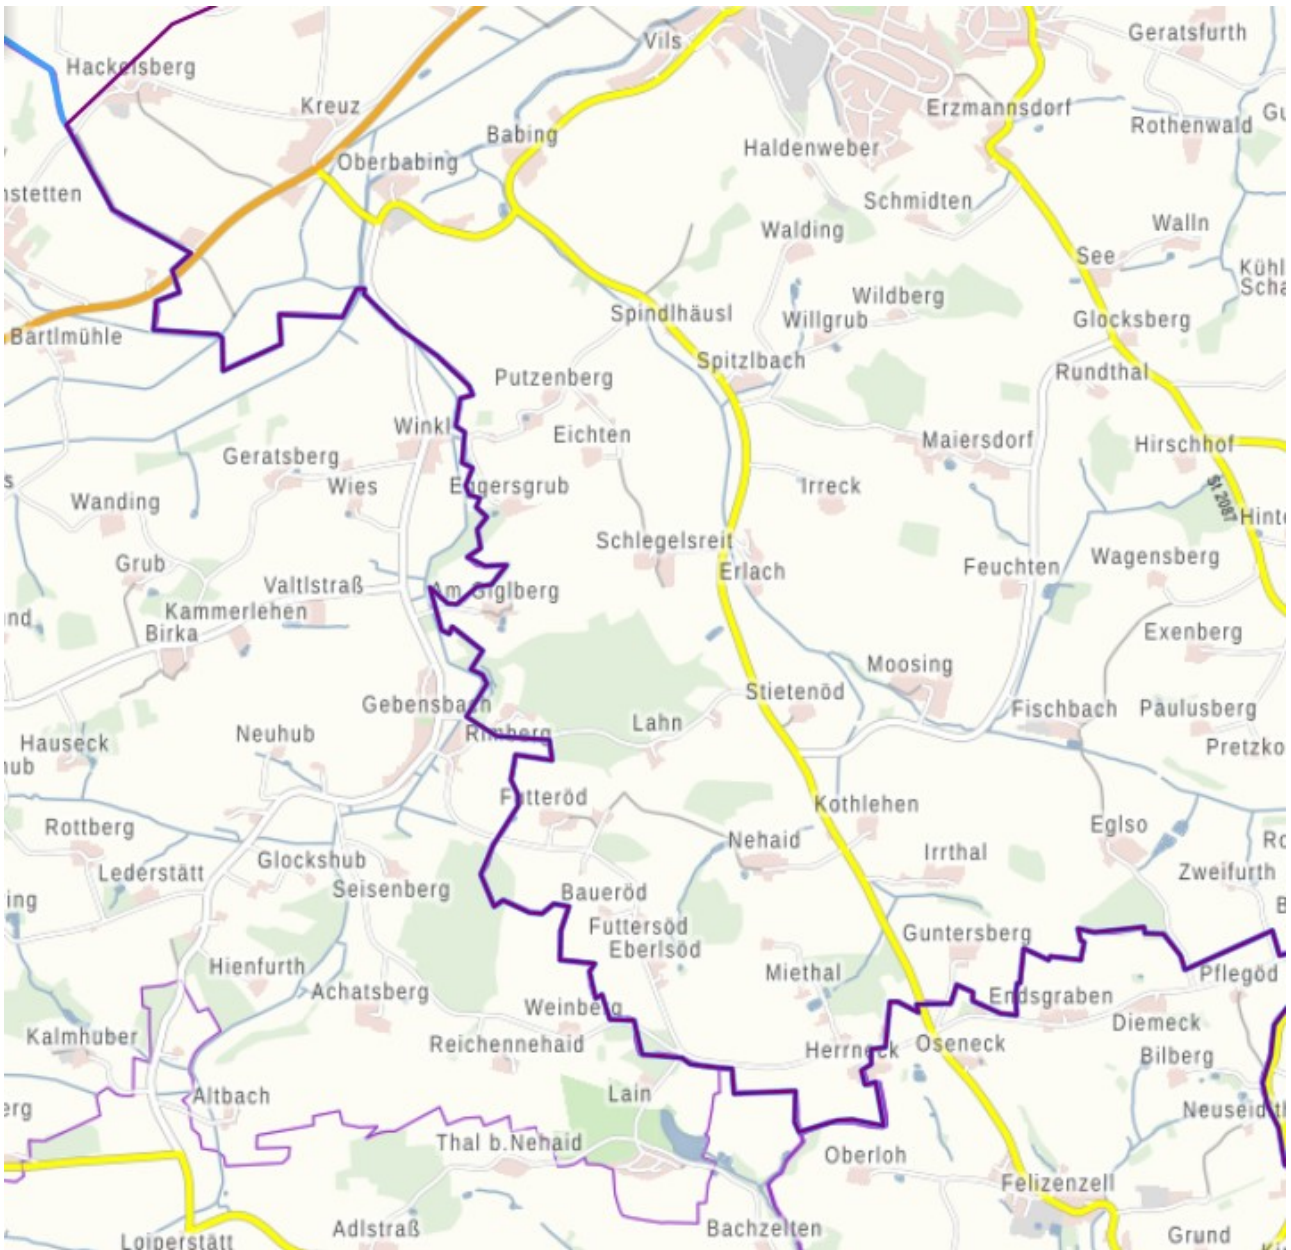 Geratsfurth
Vils
Hackelsberg
Kreuz
Erzmannsdorf
Rothenwald
Babing
Haldenweber
Oberbabing
Schmidten
Walln
Walding
See
Wildberg
Spindlhäusl
Willgrub
Glocksberg
Bartlmühle
Spitzlbach
Rundthal
Putzenberg
Winkl
Eichten
Maiersdorf
Hirschhof
Geratsberg
Wies
Eggersgrub
Irreck
St 2087
Wanding
Schlegelsreit
Wagensberg
Grub
Valtlstraß
Erlach
Feuchten
Am Giglberg
Kammerlehen
Birka
Exenberg
Moosing
Stietenöd
Gebensbach
Fischbach
Paulusberg
Lahn
Neuhub
Rimberg
Hauseck
Futteröd
Kothlehen
Rottberg
Eglso
Nehaid
Glockshub
Irrthal
Lederstätt
Zweifurth
Seisenberg
Baueröd
Futtersöd
Guntersberg
Eberlsöd
Hienfurth
Miethal
Pflegöd
Achatsberg
Endsgraben
Weinberg
Diemeck
Kalmhuber
Reichennehaid
Herrneck
Oseneck
Bilberg
Altbach
Lain
Thal b.Nehaid
Oberloh
Felizenzell
Adlstraß
Bachzelten
Grund
Loiperstätt